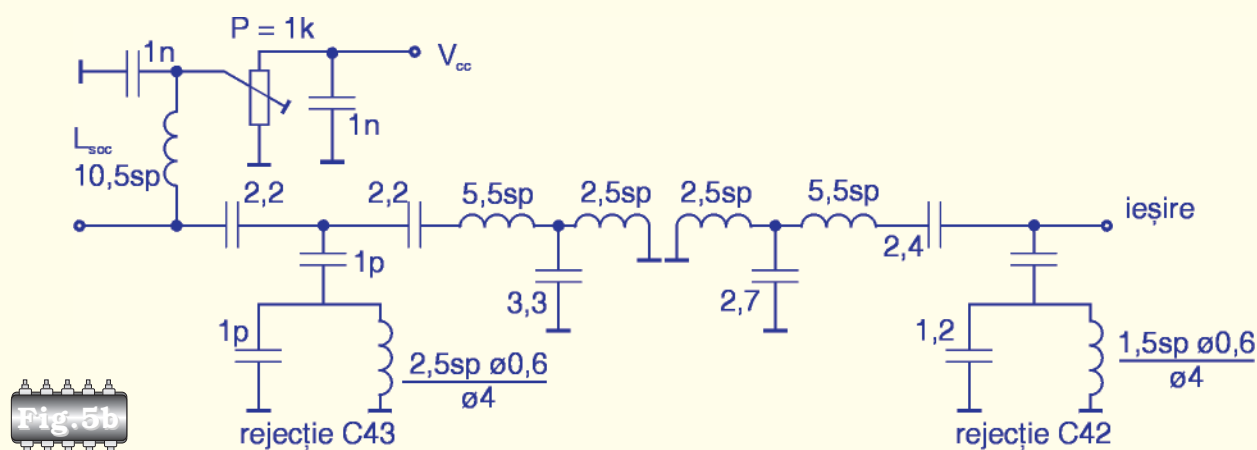 P = 1k
1n
V cc
1n
L soc
10,5sp
2,2
2,2
5,5sp
2,5sp
2,5sp
5,5sp
ieșire
1p
3,3
2,7
2,4
1p
2,5sp ø0,6
ø4
1,2
1,5sp ø0,6
ø4
Fig.5b
rejecție C43
rejecție C42